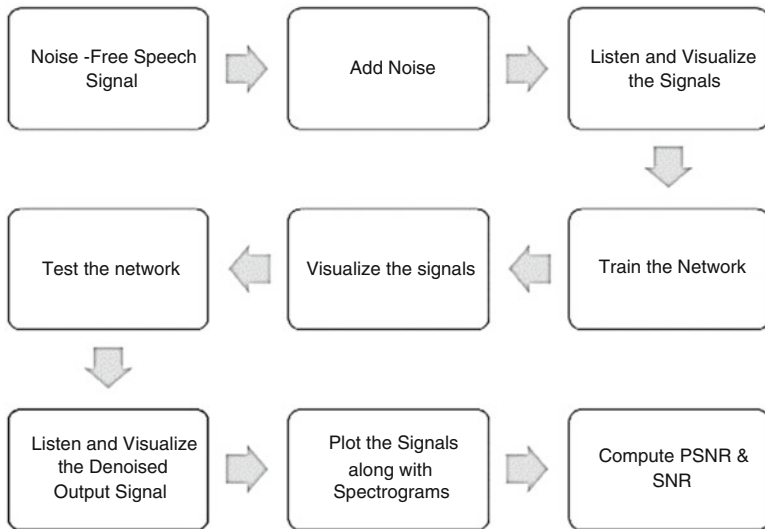 Noise -Free Speech
Signal
Add Noise
Listen and Visualize
the Signals
Train the Network
Visualize the signals
Test the network
Listen and Visualize
the Denoised
Output Signal
Plot the Signals
along with
Spectrograms
Compute PSNR &
SNR